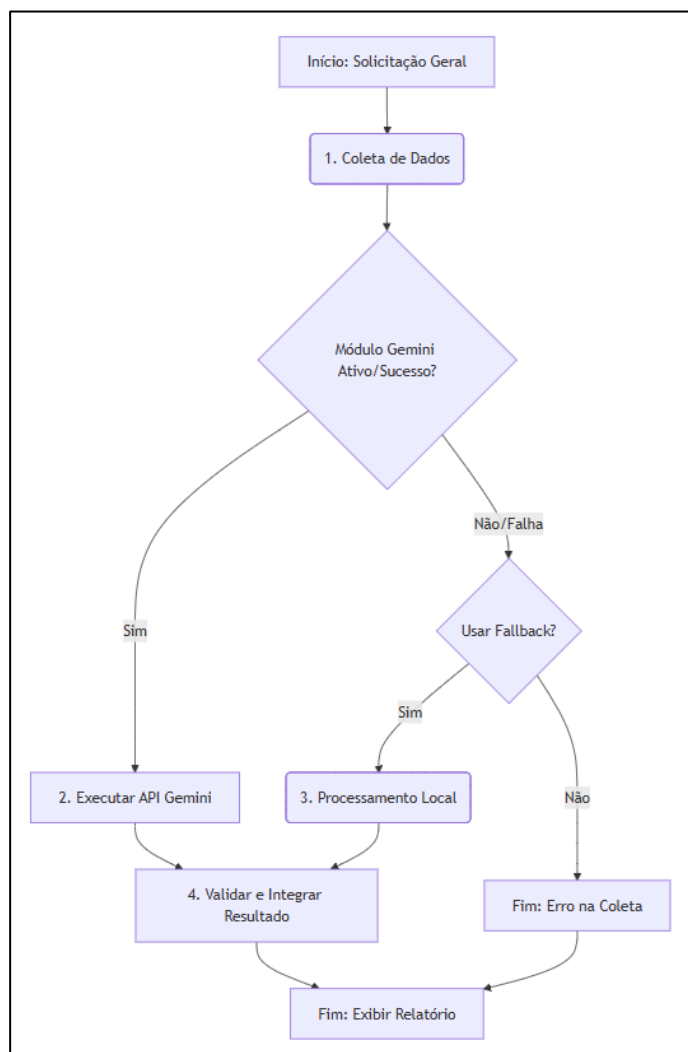 Início: Solicitação Geral
1. Coleta de Dados
Módulo Gemini
Ativo/Sucesso?
Não/Falha
Sim
Usar Fallback?
Sim
2. Executar API Gemini
3. Processamento Local
Não
4. Validar e Integrar
Resultado
Fim: Erro na Coleta
Fim: Exibir Relatório